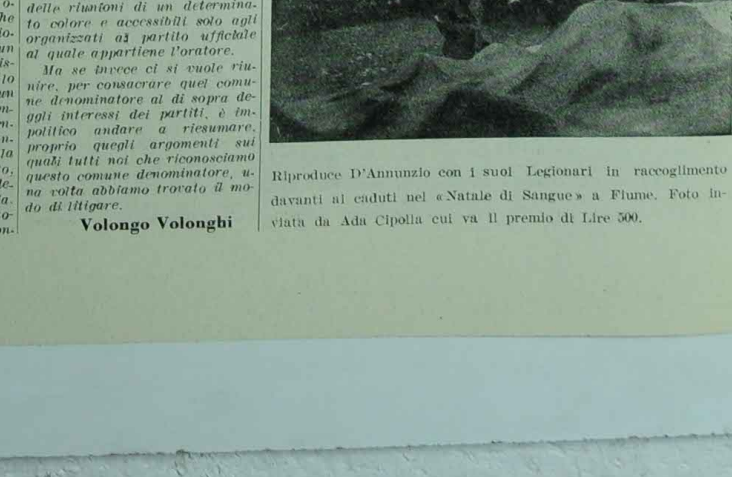 delle riunioni di un determina-
to colore e accessibili solo agli
organizzati al partito ufficiale
al quale appartiene l'oratore.
Ma se invece ci si vuole riu-
nire, per consacrare quel comu-
ne denominatore al di sopra de-
ggli interessi dei partiti, è im-
politico andare a riesumare,
proprio quegli argomenti sui
quali tutti noi che riconosciamo
questo comune denominatore, u-
na volta abbiamo trovato il mo-
do di litigare.
Volongo Volonghi
Riproduce D'Annunzio con i suoi Legionari in raccoglimento
davanti ai caduti nel «Natale di Sangue» a Fiume. Foto in-
viata da Ada Cipolla cui va il premio di Lire 500.